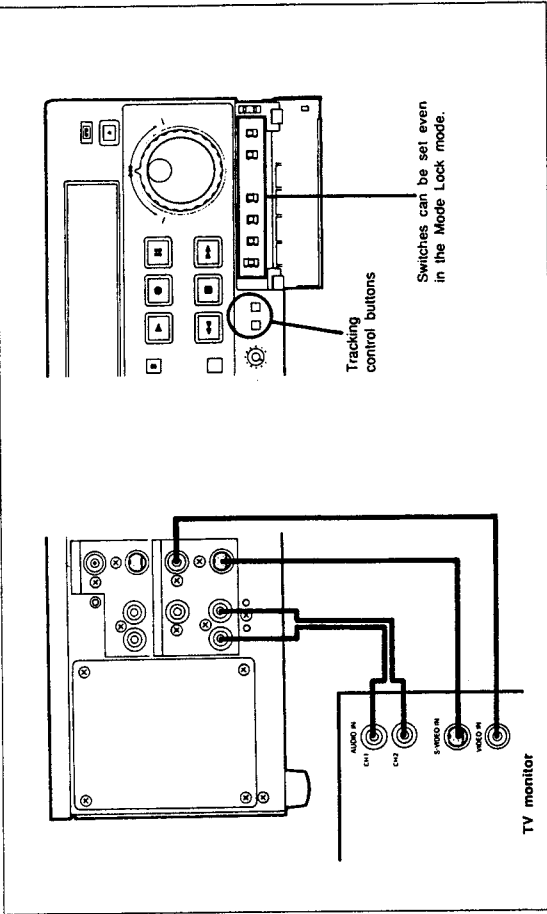 Switches can be set even
in the Mode Lock mode.
Tracking
control buttons
AUDIO IN
CH1
CH2
S-VIDEO IN
VIDEO IN
TV monitor